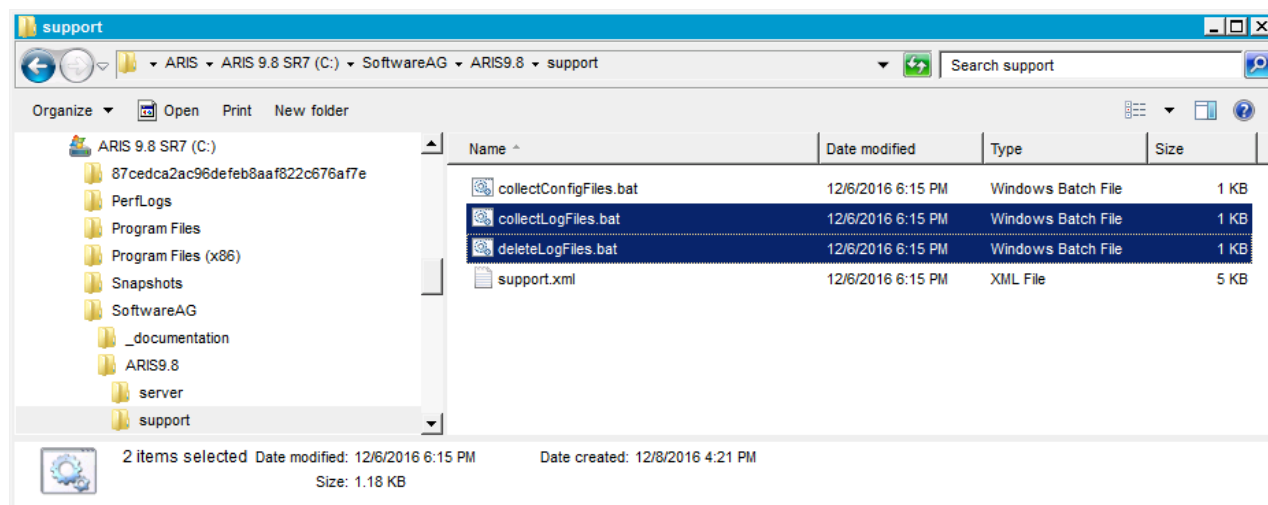 support
ARIS ARIS 9.8 SR7 (C:) SoftwareAG ARIS9.8 support Search support
Organize Open Print New folder
ARIS 9.8 SR7 (C:)
87cedca2ac96defeb8aaf822c676af7e
PerfLogs
Program Files
Program Files (x86)
Snapshots
SoftwareAG
_documentation
ARIS9.8
server
support
Name Date modified Type Size
collectConfigFiles.bat 12/6/2016 6:15 PM Windows Batch File 1 KB
collectLogFiles.bat 12/6/2016 6:15 PM Windows Batch File 1 KB
deleteLogFiles.bat 12/6/2016 6:15 PM Windows Batch File 1 KB
support.xml 12/6/2016 6:15 PM XML File 5 KB
2 items selected Date modified: 12/6/2016 6:15 PM Date created: 12/8/2016 4:21 PM
Size: 1.18 KB